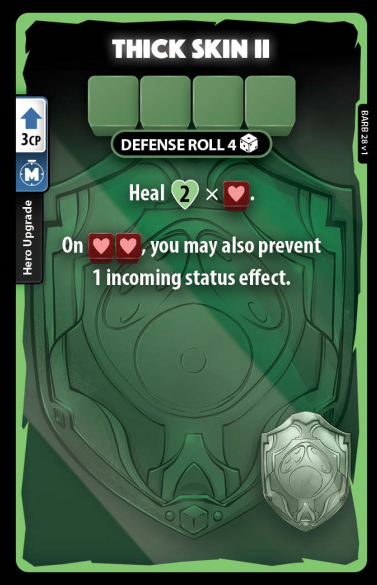 THICK SKIN II
DEFENSE ROLL 4
3CP
M
Hero Upgrade
BARB 28 v1
Heal 2 × .
On , you may also prevent
1 incoming status effect.